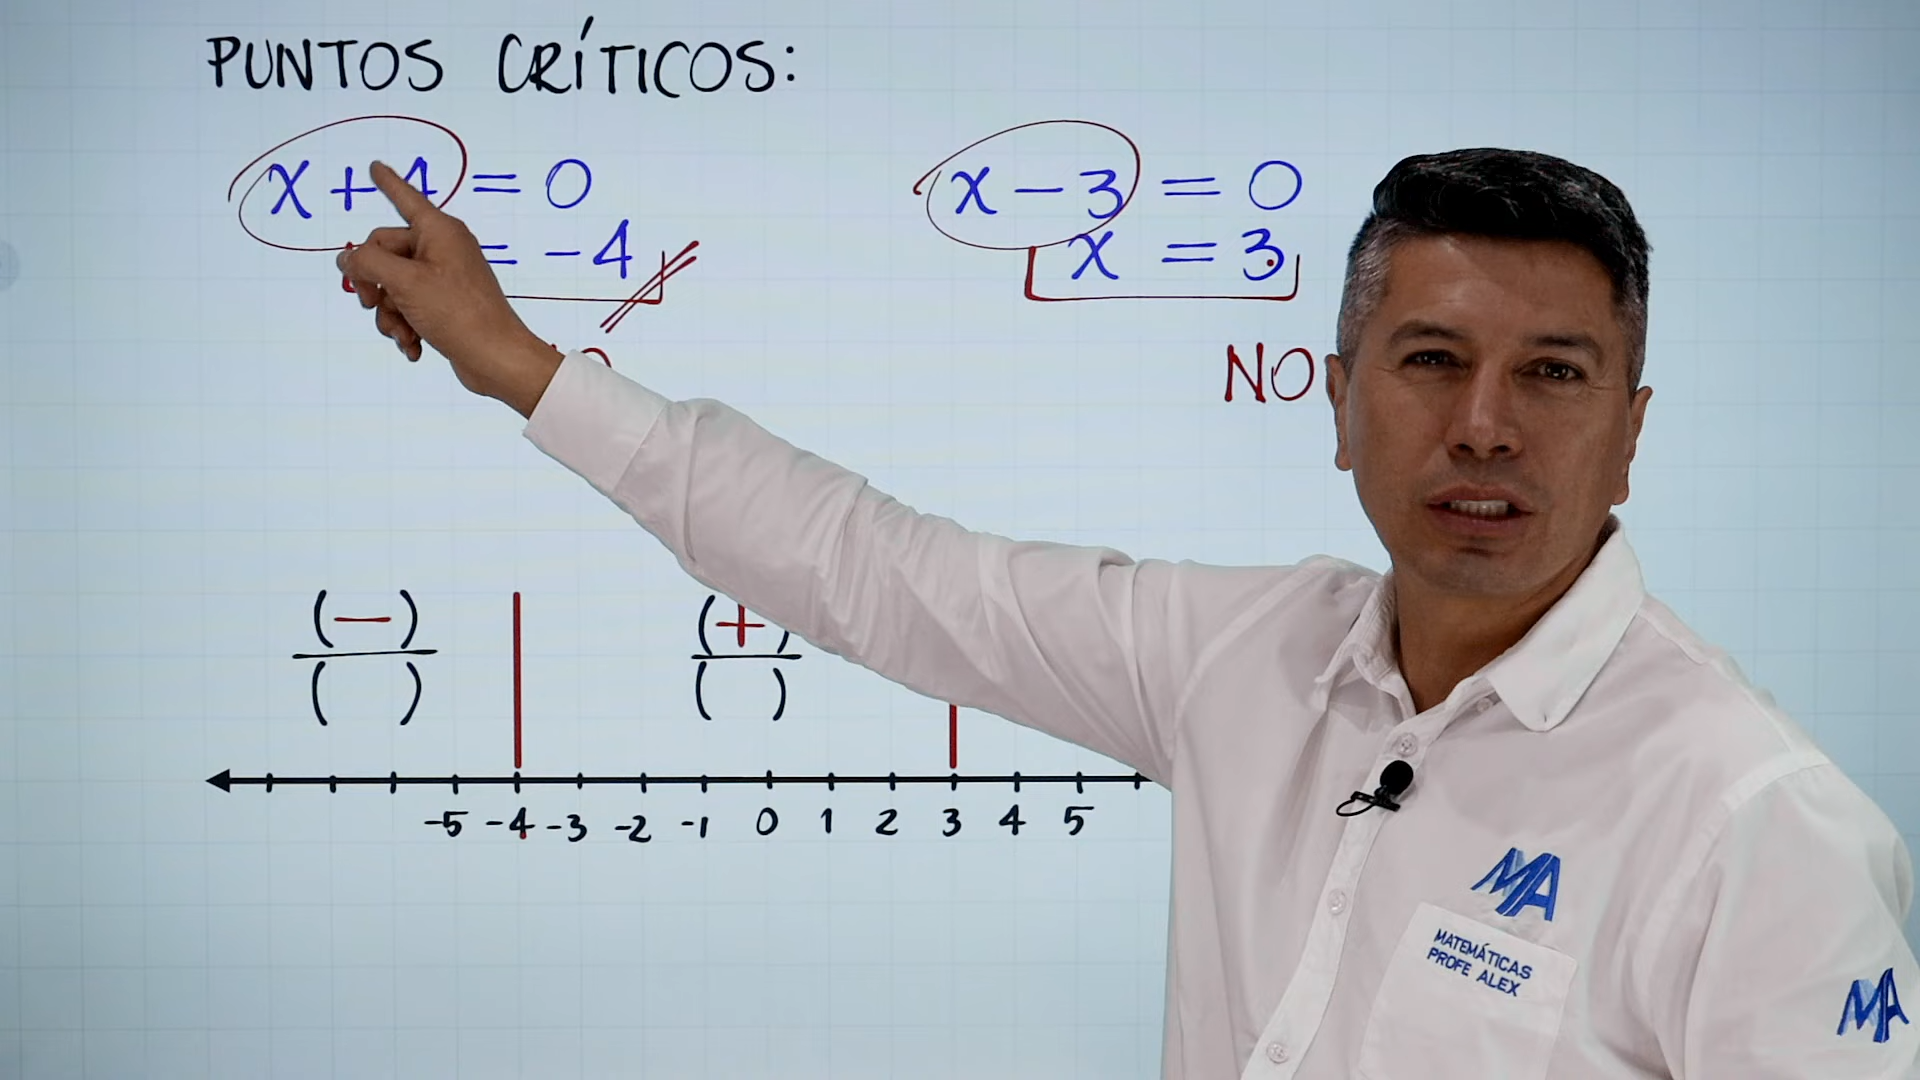 PUNTOS CRÍTICOS:
x + 4 = 0
= -4
x - 3 = 0
x = 3
NO
(-)
( )
(+)
( )
-5 -4 -3 -2 -1 0 1 2 3 4 5
MA
MATEMÁTICAS
PROFE ALEX
MA